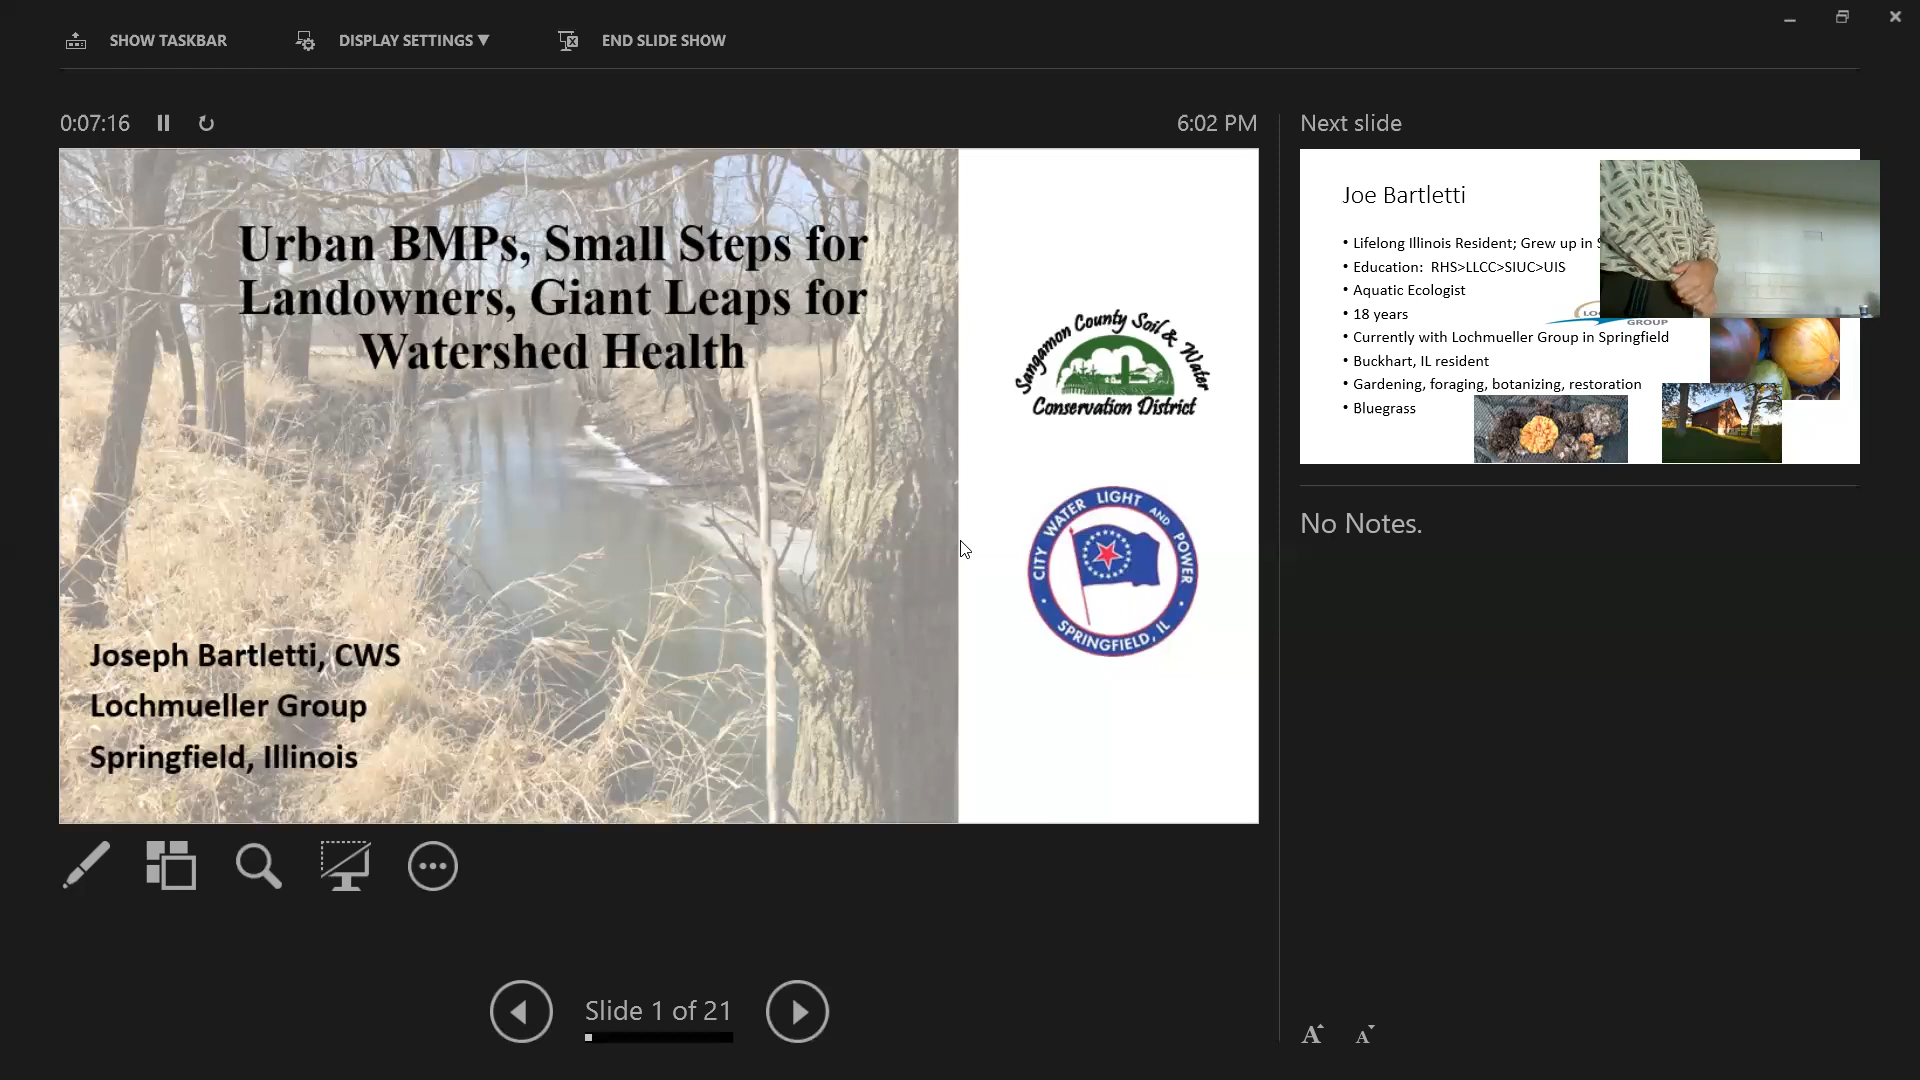 SHOW TASKBAR
DISPLAY SETTINGS ▼
END SLIDE SHOW
0:07:16
6:02 PM
Next slide
Urban BMPs, Small Steps for
Landowners, Giant Leaps for
Watershed Health
Joseph Bartletti, CWS
Lochmueller Group
Springfield, Illinois
Sangamon County Soil & Water
Conservation District
CITY WATER LIGHT AND POWER
SPRINGFIELD, IL
Joe Bartletti
• Lifelong Illinois Resident; Grew up in
• Education: RHS>LLCC>SIUC>UIS
• Aquatic Ecologist
• 18 years
GROUP
• Currently with Lochmueller Group in Springfield
• Buckhart, IL resident
• Gardening, foraging, botanizing, restoration
• Bluegrass
No Notes.
Slide 1 of 21
A A